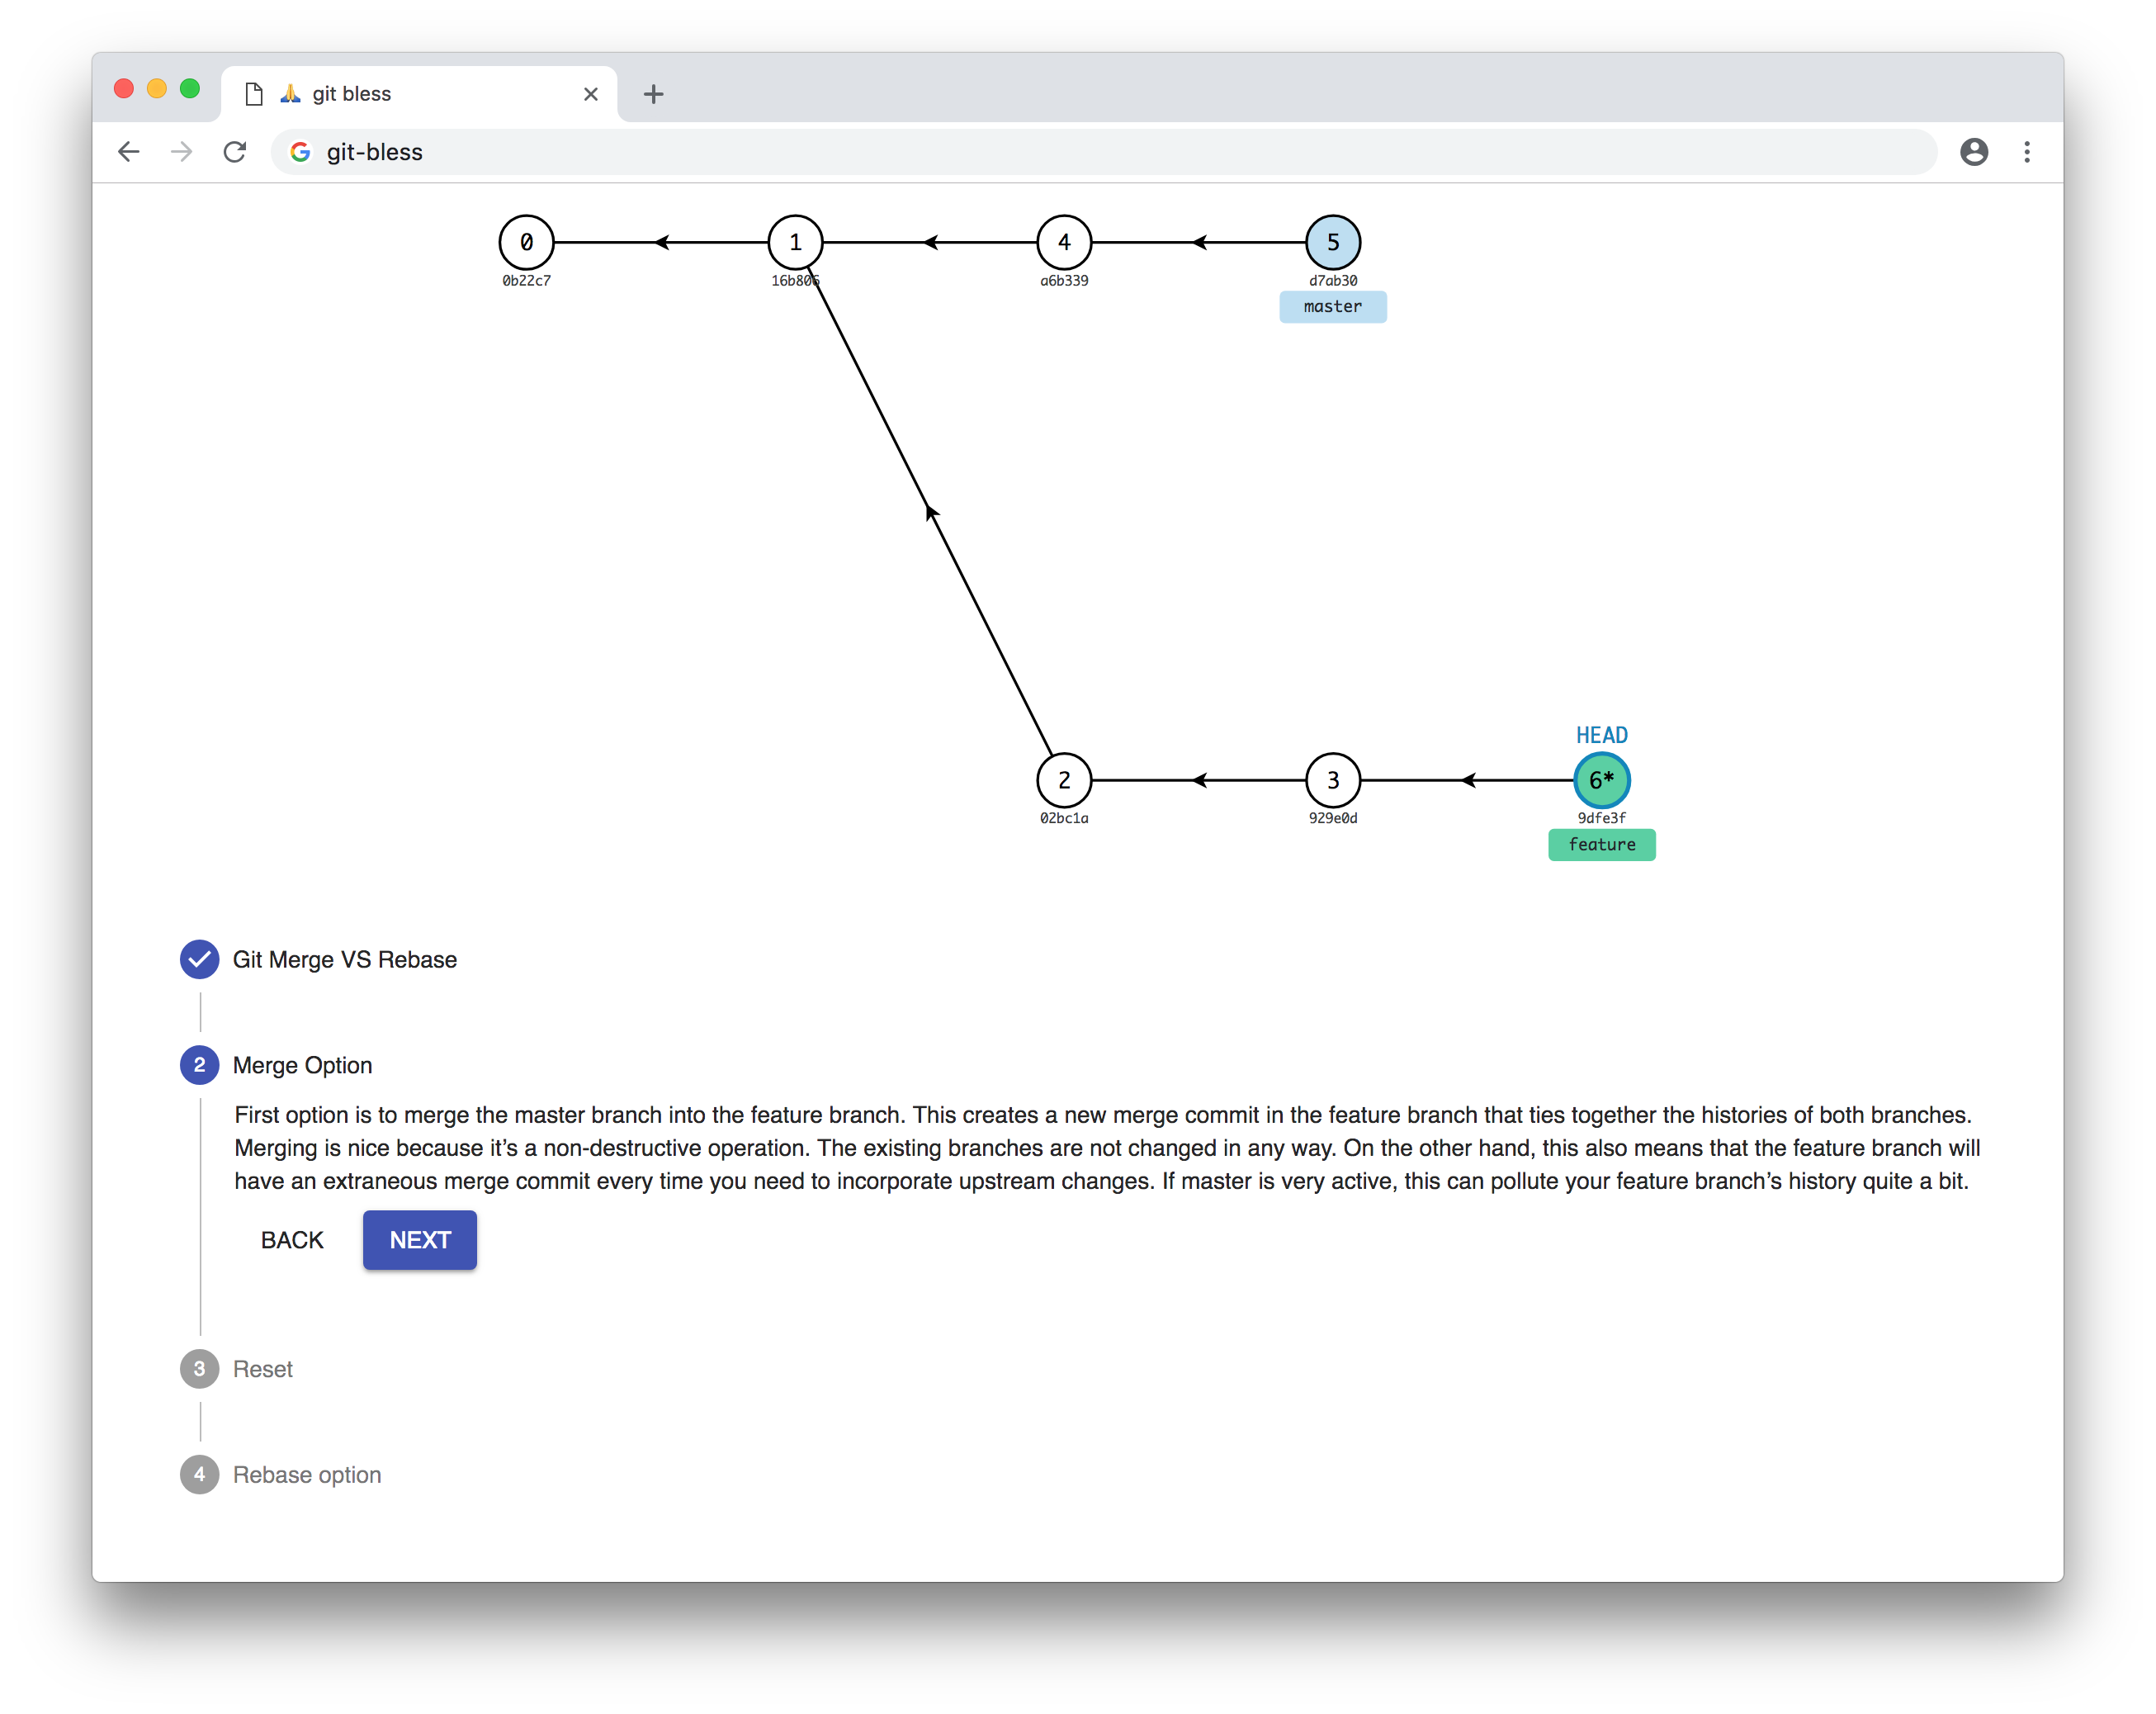 git bless
git-bless
0
1
4
5
0b22c7
16b806
a6b339
d7ab30
master
HEAD
2
3
6*
02bc1a
929e0d
9dfe3f
feature
Git Merge VS Rebase
2
Merge Option
First option is to merge the master branch into the feature branch. This creates a new merge commit in the feature branch that ties together the histories of both branches.
Merging is nice because it’s a non-destructive operation. The existing branches are not changed in any way. On the other hand, this also means that the feature branch will
have an extraneous merge commit every time you need to incorporate upstream changes. If master is very active, this can pollute your feature branch’s history quite a bit.
BACK
NEXT
3
Reset
4
Rebase option